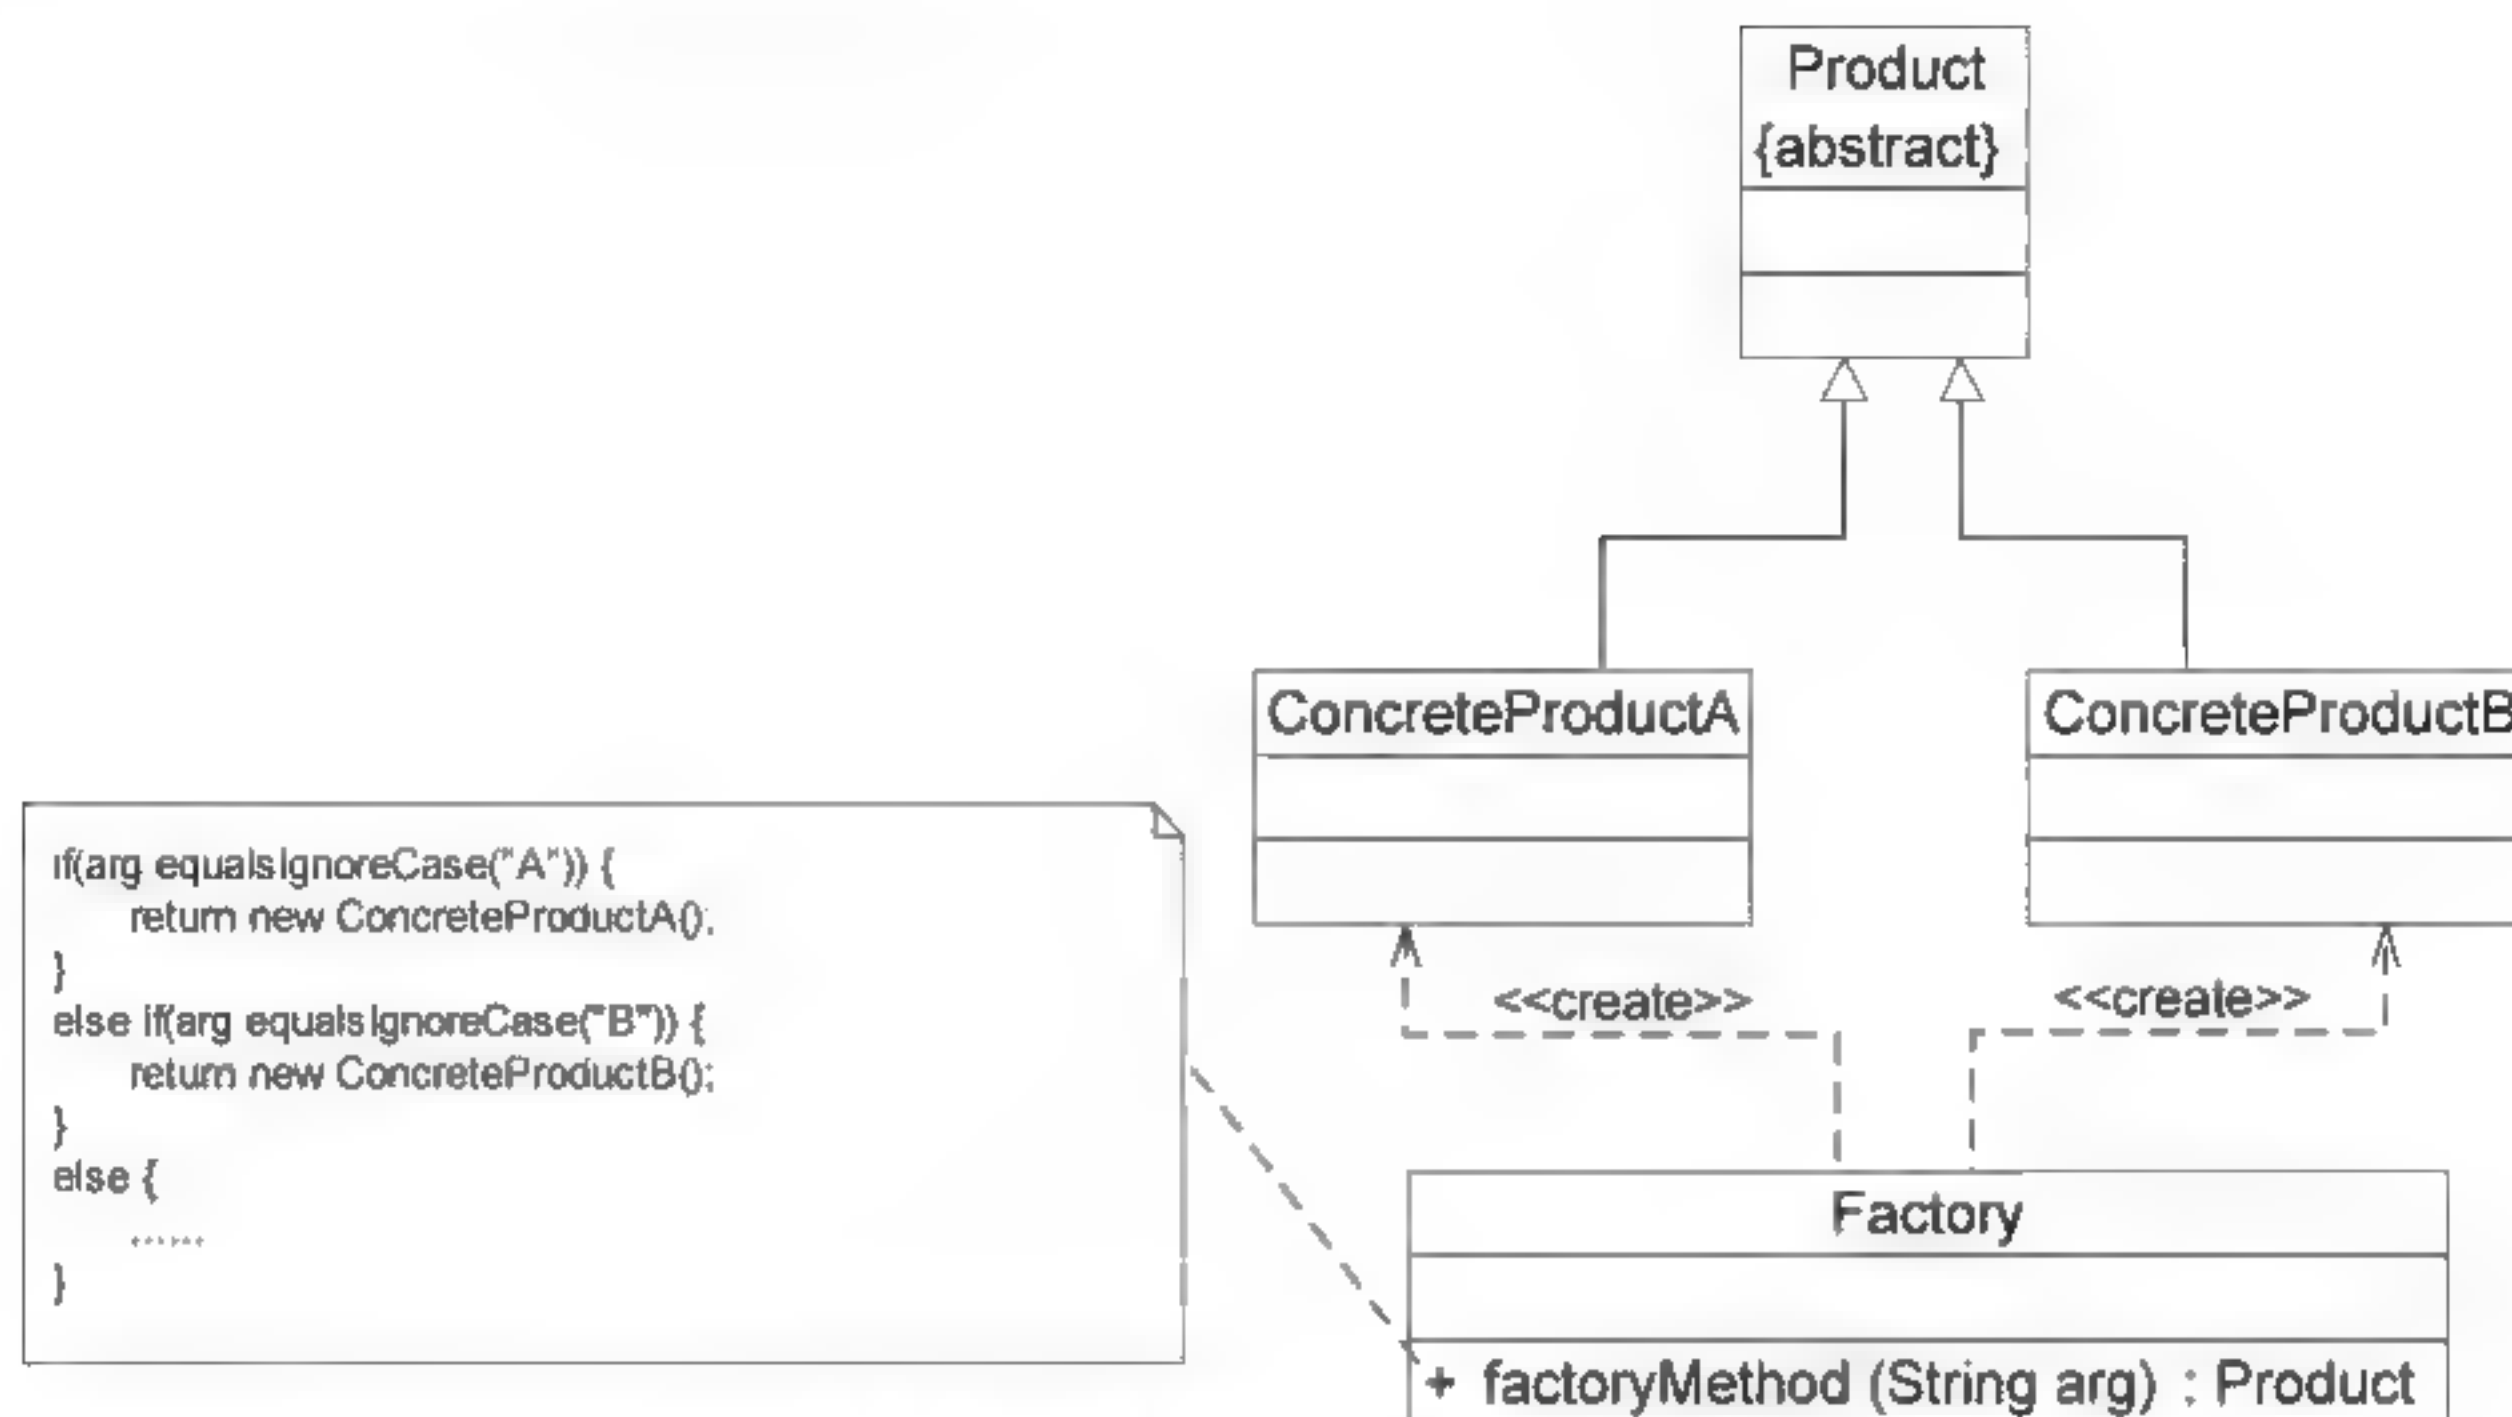 Product
{abstract}
ConcreteProductA
ConcreteProductB
if(arg equalsIgnoreCase("A")) {
return new ConcreteProductA();
}
else if(arg equalsIgnoreCase("B")) {
return new ConcreteProductB();
}
else {
......
}
<<create>>
<<create>>
Factory
+ factoryMethod (String arg) : Product